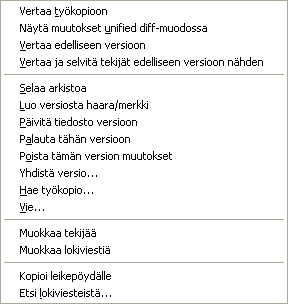 Vertaa työkopioon
Näytä muutokset unified diff-muodossa
Vertaa edelliseen versioon
Vertaa ja selvitä tekijät edelliseen versioon nähden
Selaa arkistoa
Luo versiosta haara/merkki
Päivitä tiedosto versioon
Palauta tähän versioon
Poista tämän version muutokset
Yhdistä versio...
Hae työkopio...
Vie...
Muokkaa tekijää
Muokkaa lokiviestiä
Kopioi leikepöydälle
Etsi lokiviesteistä...